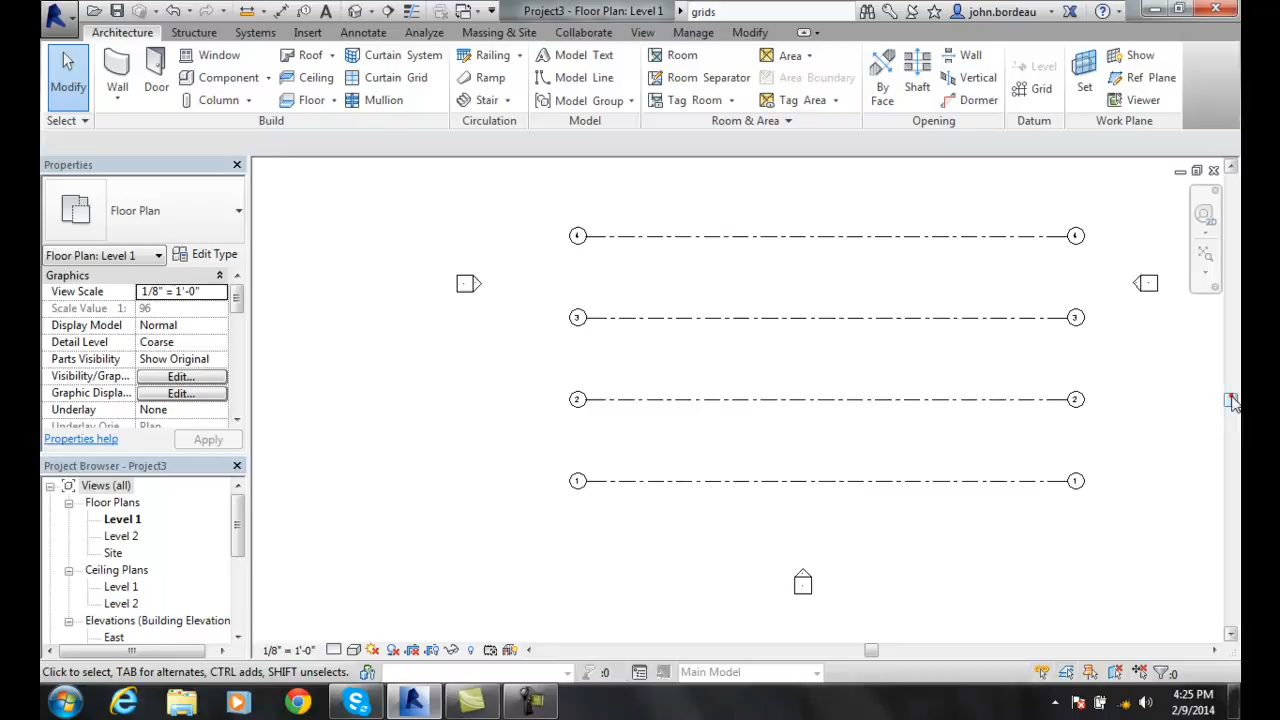 Project3 - Floor Plan: Level 1
grids
john.bordeau
Architecture Structure Systems Insert Annotate Analyze Massing & Site Collaborate View Manage Modify
Modify
Wall
Door
Window
Component
Column
Roof
Ceiling
Floor
Curtain System
Curtain Grid
Mullion
Railing
Ramp
Stair
Model Text
Model Line
Model Group
Room
Room Separator
Tag Room
Area
Area Boundary
Tag Area
By
Face
Shaft
Wall
Vertical
Dormer
Level
Grid
Set
Show
Ref Plane
Viewer
Select Build Circulation Model Room & Area Opening Datum Work Plane
Properties
Floor Plan
Floor Plan: Level 1 Edit Type
Graphics
View Scale 1/8" = 1'-0"
Scale Value 1: 96
Display Model Normal
Detail Level Coarse
Parts Visibility Show Original
Visibility/Grap... Edit...
Graphic Displa... Edit...
Underlay None
Underlay Orie... Plan
Properties help Apply
Project Browser - Project3
Views (all)
Floor Plans
Level 1
Level 2
Site
Ceiling Plans
Level 1
Level 2
Elevations (Building Elevation
East
4 4
3 3
2 2
1 1
2D
1/8" = 1'-0"
Click to select, TAB for alternates, CTRL adds, SHIFT unselects.
:0
Main Model
:0
4:25 PM
2/9/2014